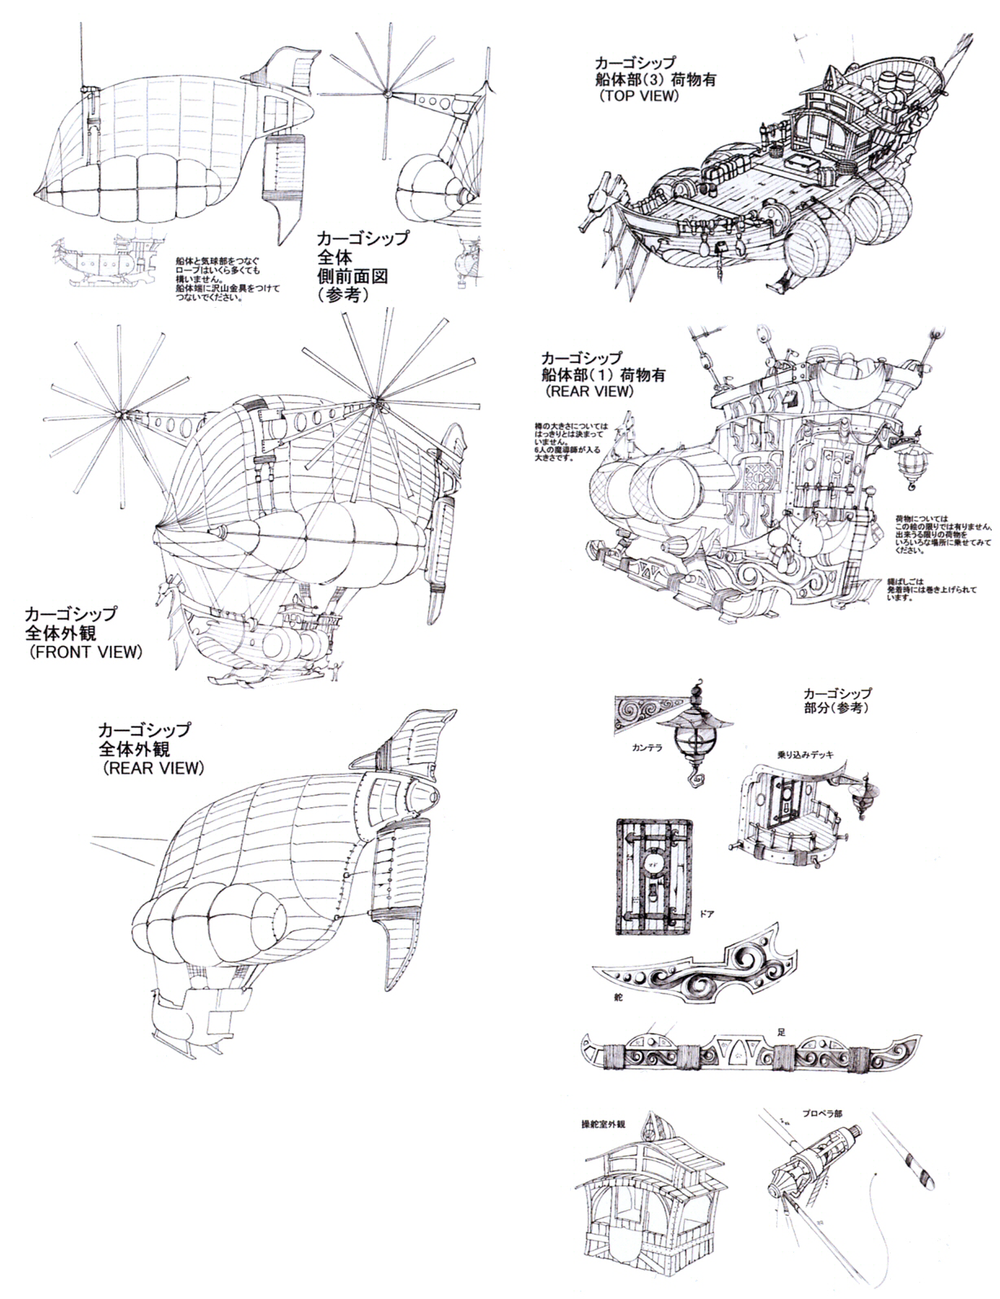 カーゴシップ
全体
側前面図
（参考）
船体と気球部をつなぐ
ロープはいくら多くても
構いません。
船体端に沢山金具をつけて
つないでください。
カーゴシップ
船体部（3）荷物有
（TOP VIEW）
カーゴシップ
全体外観
（FRONT VIEW）
カーゴシップ
船体部（1）荷物有
（REAR VIEW）
樽の大きさについては
はっきりとは決まって
いません。
6人の魔導師が入る
大きさです。
荷物については
この絵の限りでは有りません。
出来うる限りの荷物を
いろいろな場所に乗せてみて
ください。
縄ばしごは
発着時には巻き上げられて
います。
カーゴシップ
全体外観
（REAR VIEW）
カーゴシップ
部分（参考）
カンテラ
乗り込みデッキ
ドア
舵
足
操舵室外観
プロペラ部